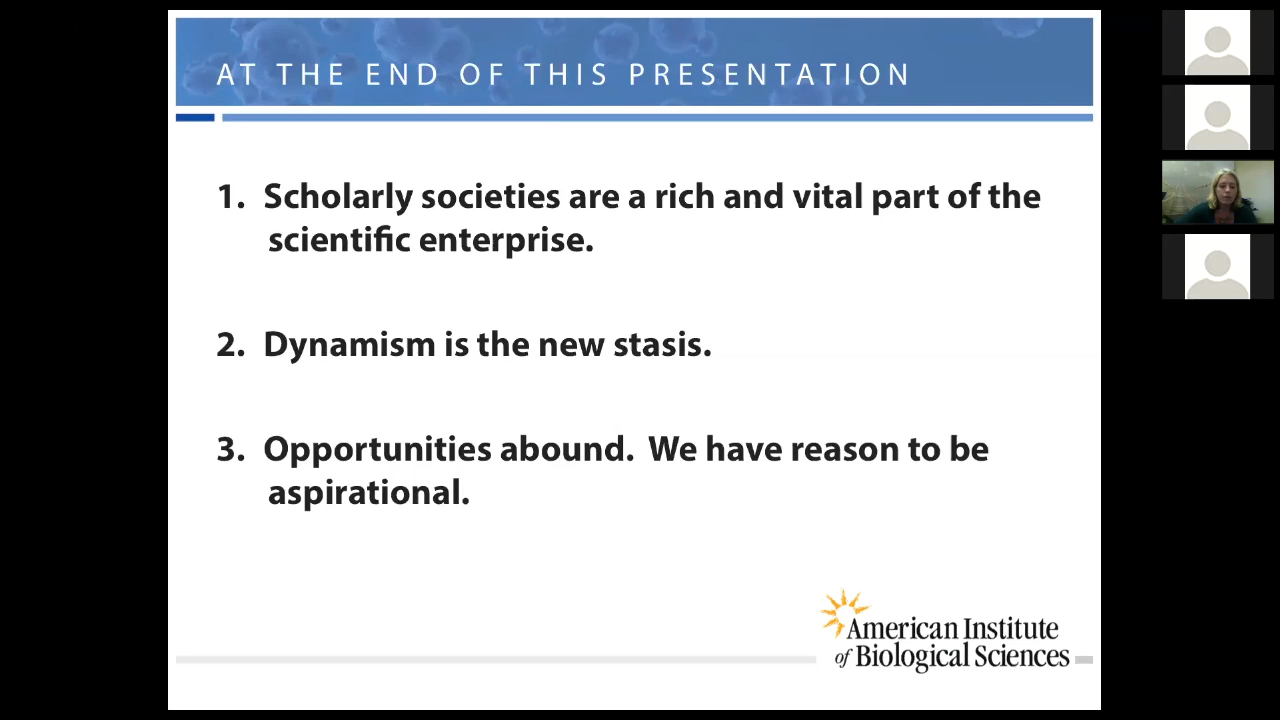 AT THE END OF THIS PRESENTATION
1. Scholarly societies are a rich and vital part of the
scientific enterprise.
2. Dynamism is the new stasis.
3. Opportunities abound. We have reason to be
aspirational.
American Institute
of Biological Sciences